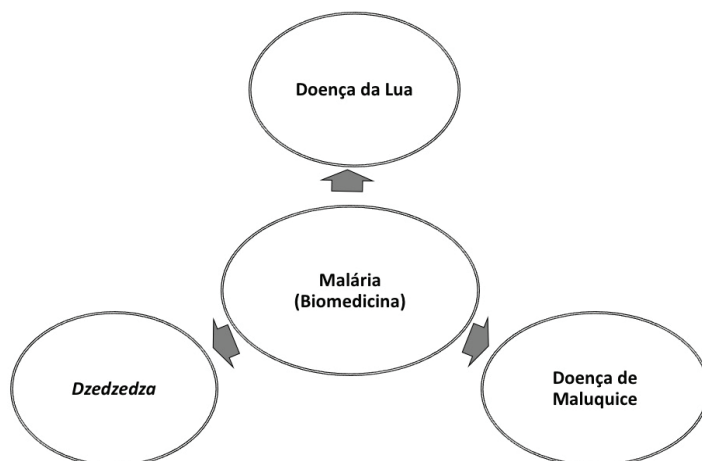 Doença da Lua
Malária
(Biomedicina)
Dzedzedza
Doença de
Maluquice